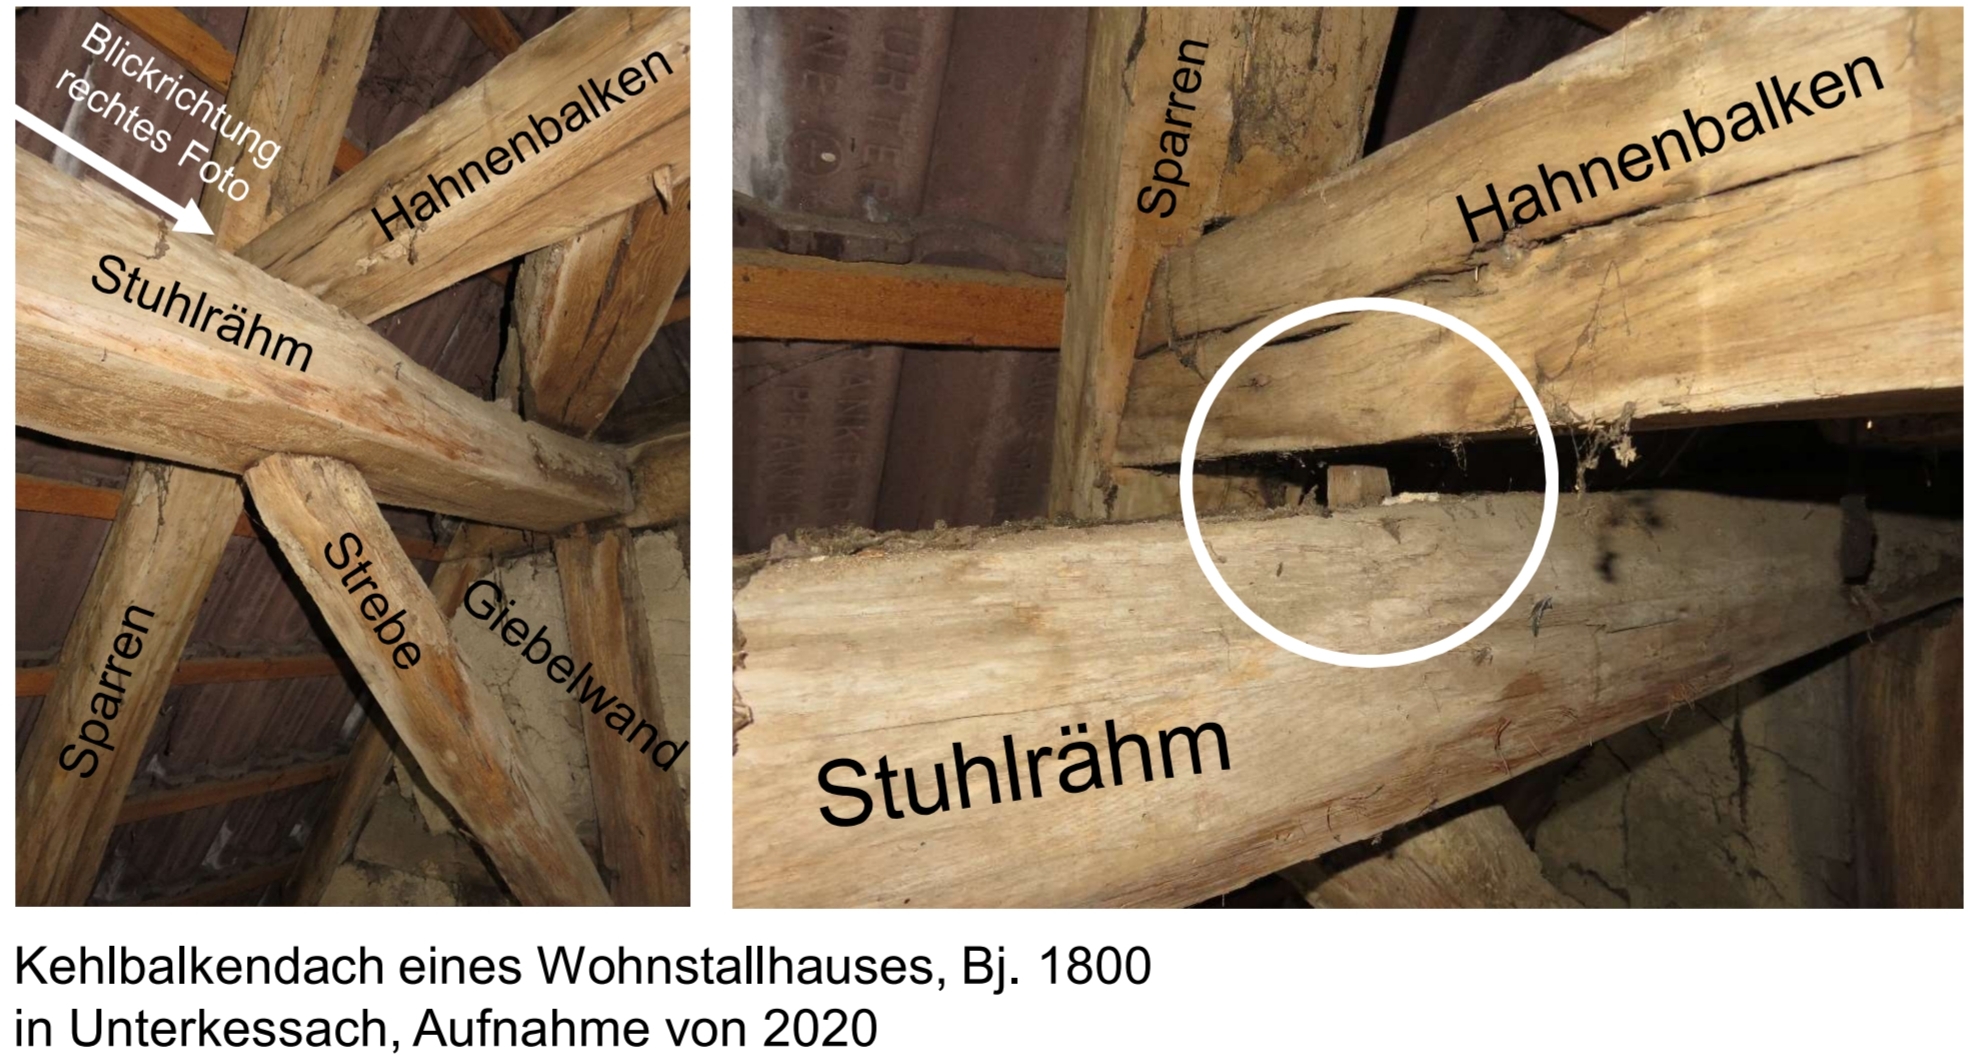 Blickrichtung
rechtes Foto
Hahnenbalken
Stuhlrähm
Sparren
Strebe
Giebelwand
Sparren
Hahnenbalken
Stuhlrähm
Kehlbalkendach eines Wohnstallhauses, Bj. 1800
in Unterkessach, Aufnahme von 2020